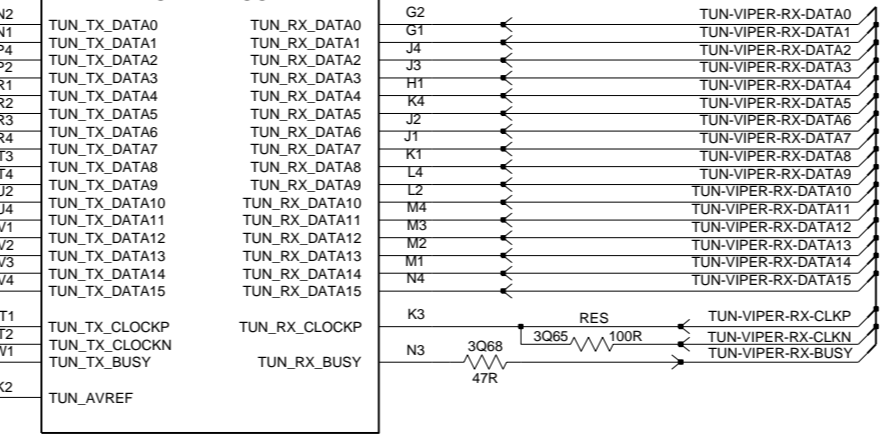 G2 TUN-VIPER-RX-DATA0
N1 TUN_TX_DATA0 TUN_RX_DATA0 G1 TUN-VIPER-RX-DATA1
P4 TUN_TX_DATA1 TUN_RX_DATA1 J4 TUN-VIPER-RX-DATA2
P2 TUN_TX_DATA2 TUN_RX_DATA2 J3 TUN-VIPER-RX-DATA3
R1 TUN_TX_DATA3 TUN_RX_DATA3 H1 TUN-VIPER-RX-DATA4
R2 TUN_TX_DATA4 TUN_RX_DATA4 K4 TUN-VIPER-RX-DATA5
R3 TUN_TX_DATA5 TUN_RX_DATA5 J2 TUN-VIPER-RX-DATA6
R4 TUN_TX_DATA6 TUN_RX_DATA6 J1 TUN-VIPER-RX-DATA7
T3 TUN_TX_DATA7 TUN_RX_DATA7 K1 TUN-VIPER-RX-DATA8
T4 TUN_TX_DATA8 TUN_RX_DATA8 L4 TUN-VIPER-RX-DATA9
U2 TUN_TX_DATA9 TUN_RX_DATA9 L2 TUN-VIPER-RX-DATA10
U4 TUN_TX_DATA10 TUN_RX_DATA10 M4 TUN-VIPER-RX-DATA11
V1 TUN_TX_DATA11 TUN_RX_DATA11 M3 TUN-VIPER-RX-DATA12
V2 TUN_TX_DATA12 TUN_RX_DATA12 M2 TUN-VIPER-RX-DATA13
V3 TUN_TX_DATA13 TUN_RX_DATA13 M1 TUN-VIPER-RX-DATA14
V4 TUN_TX_DATA14 TUN_RX_DATA14 N4 TUN-VIPER-RX-DATA15
TUN_TX_DATA15 TUN_RX_DATA15
T1 K3 RES TUN-VIPER-RX-CLKP
TUN_TX_CLOCKP TUN_RX_CLOCKP
T2 3Q65 100R TUN-VIPER-RX-CLKN
TUN_TX_CLOCKN
W1 N3 3Q68 TUN-VIPER-RX-BUSY
TUN_TX_BUSY TUN_RX_BUSY
47R
K2
TUN_AVREF